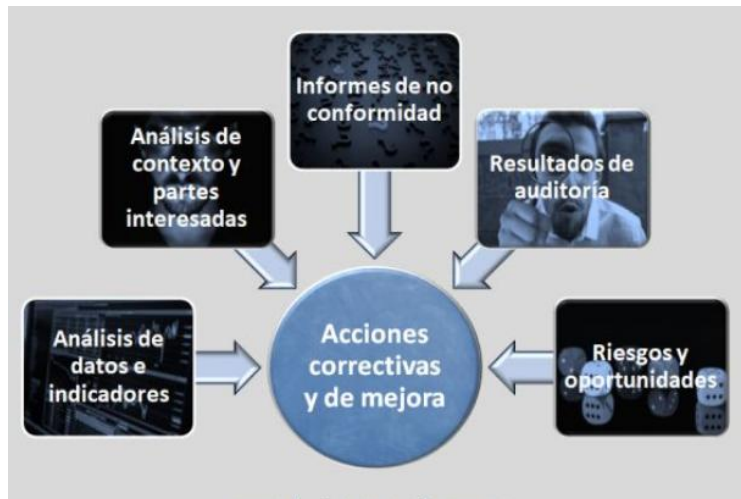 Informes de no
conformidad
Análisis de
contexto y
partes
interesadas
Resultados de
auditoría
Análisis de
datos e
indicadores
Acciones
correctivas
y de mejora
Riesgos y
oportunidades